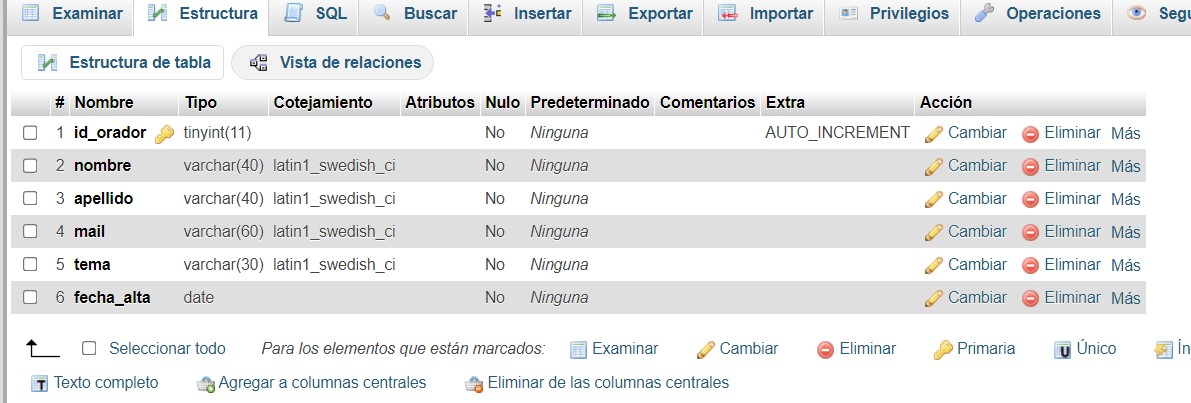 Examinar Estructura SQL Buscar Insertar Exportar Importar Privilegios Operaciones Segu
Estructura de tabla Vista de relaciones
# Nombre Tipo Cotejamiento Atributos Nulo Predeterminado Comentarios Extra Acción
1 id_orador tinyint(11) No Ninguna AUTO_INCREMENT Cambiar Eliminar Más
2 nombre varchar(40) latin1_swedish_ci No Ninguna Cambiar Eliminar Más
3 apellido varchar(40) latin1_swedish_ci No Ninguna Cambiar Eliminar Más
4 mail varchar(60) latin1_swedish_ci No Ninguna Cambiar Eliminar Más
5 tema varchar(30) latin1_swedish_ci No Ninguna Cambiar Eliminar Más
6 fecha_alta date No Ninguna Cambiar Eliminar Más
Seleccionar todo Para los elementos que están marcados: Examinar Cambiar Eliminar Primaria Único Ín
Texto completo Agregar a columnas centrales Eliminar de las columnas centrales